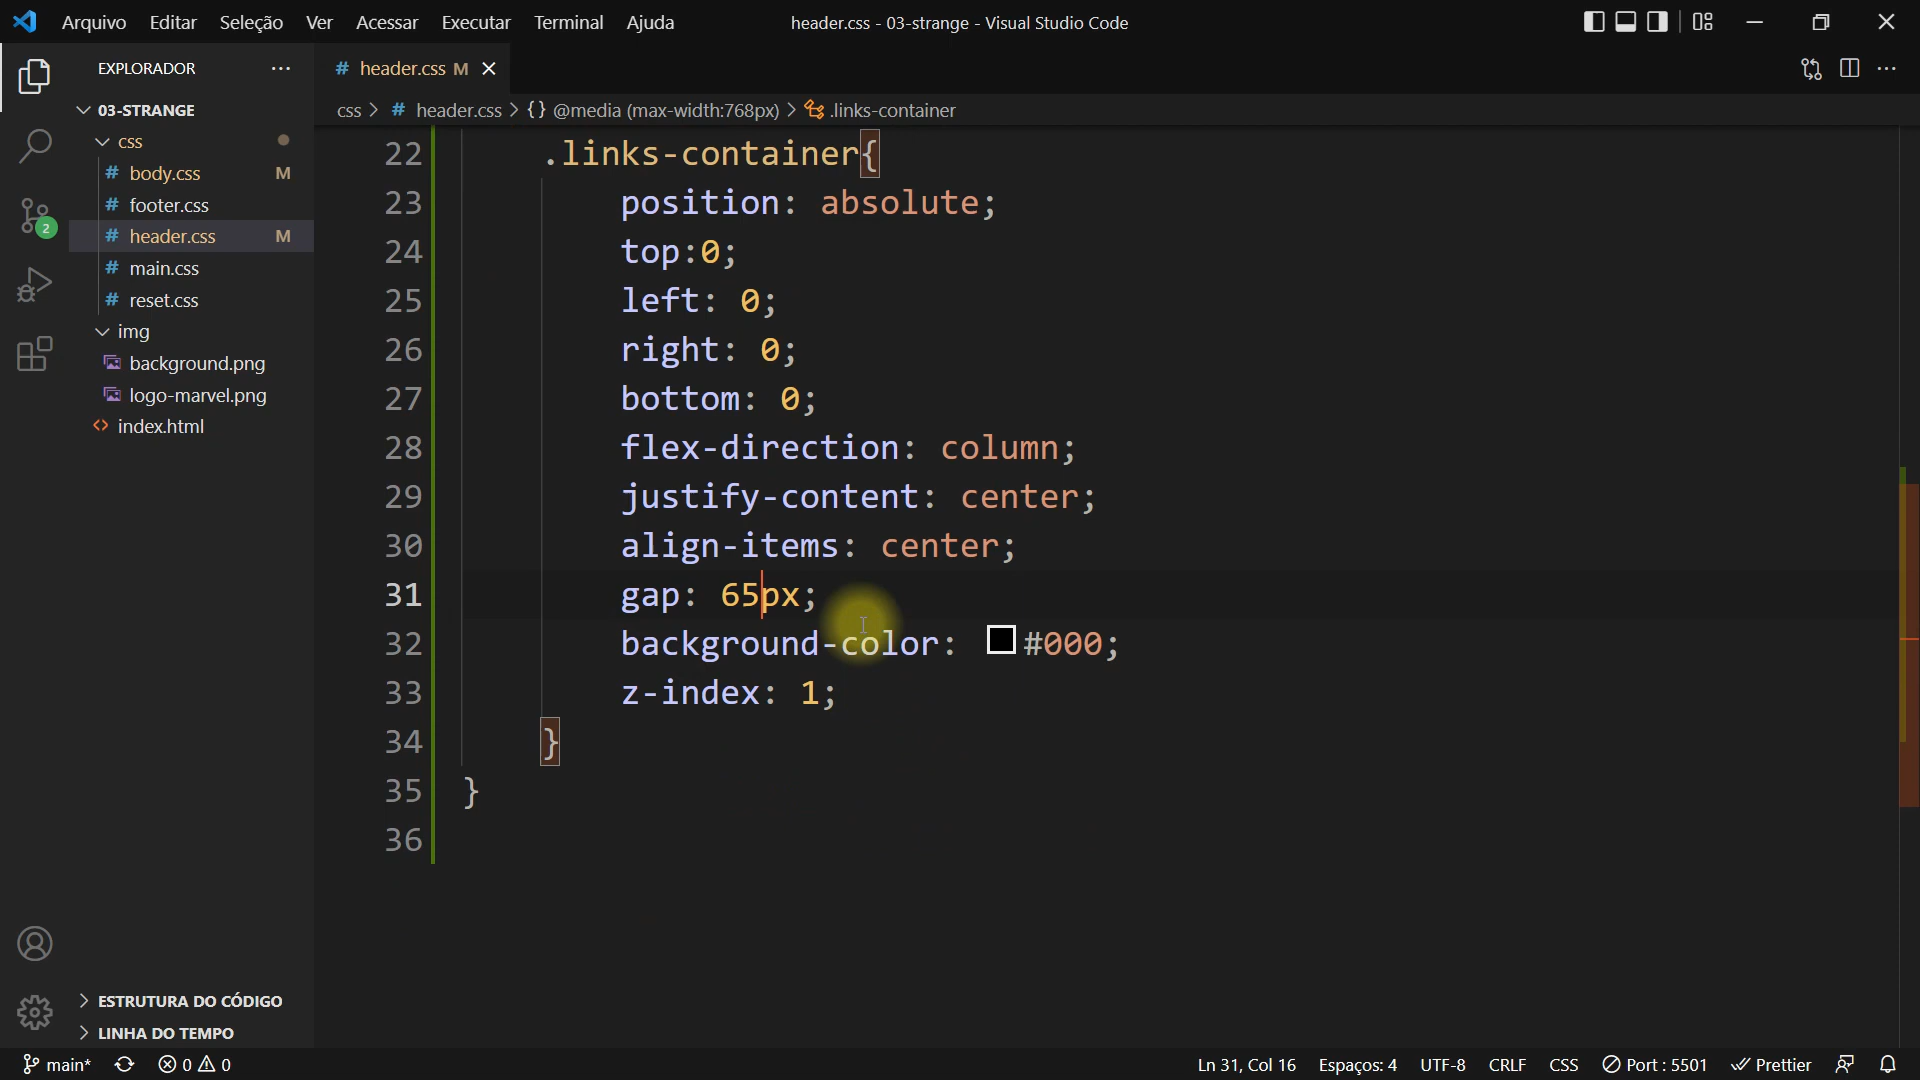 Arquivo Editar Seleção Ver Acessar Executar Terminal Ajuda
header.css - 03-strange - Visual Studio Code
EXPLORADOR ···
# header.css M
03-STRANGE
css > # header.css > {} @media (max-width:768px) > .links-container
css
# body.css M
# footer.css
# header.css M
# main.css
# reset.css
img
background.png
logo-marvel.png
<> index.html
2
22 .links-container{
23 position: absolute;
24 top:0;
25 left: 0;
26 right: 0;
27 bottom: 0;
28 flex-direction: column;
29 justify-content: center;
30 align-items: center;
31 gap: 65px;
32 background-color: #000;
33 z-index: 1;
34 }
35 }
36
ESTRUTURA DO CÓDIGO
LINHA DO TEMPO
main* 0 0 Ln 31, Col 16 Espaços: 4 UTF-8 CRLF CSS Port : 5501 Prettier